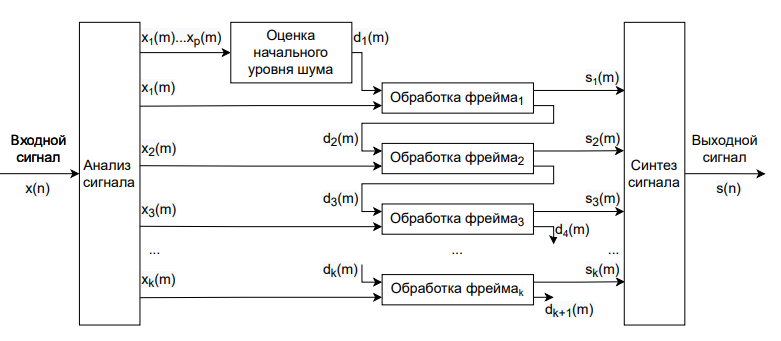 x₁(m)...xₚ(m)
Оценка
начального
уровня шума
d₁(m)
x₁(m)
Обработка фрейма₁
s₁(m)
Входной
сигнал
x(n)
Анализ
сигнала
x₂(m)
d₂(m)
Обработка фрейма₂
s₂(m)
x₃(m)
d₃(m)
Обработка фрейма₃
s₃(m)
d₄(m)
...
...
...
xₖ(m)
dₖ(m)
Обработка фреймаₖ
sₖ(m)
dₖ₊₁(m)
Синтез
сигнала
Выходной
сигнал
s(n)